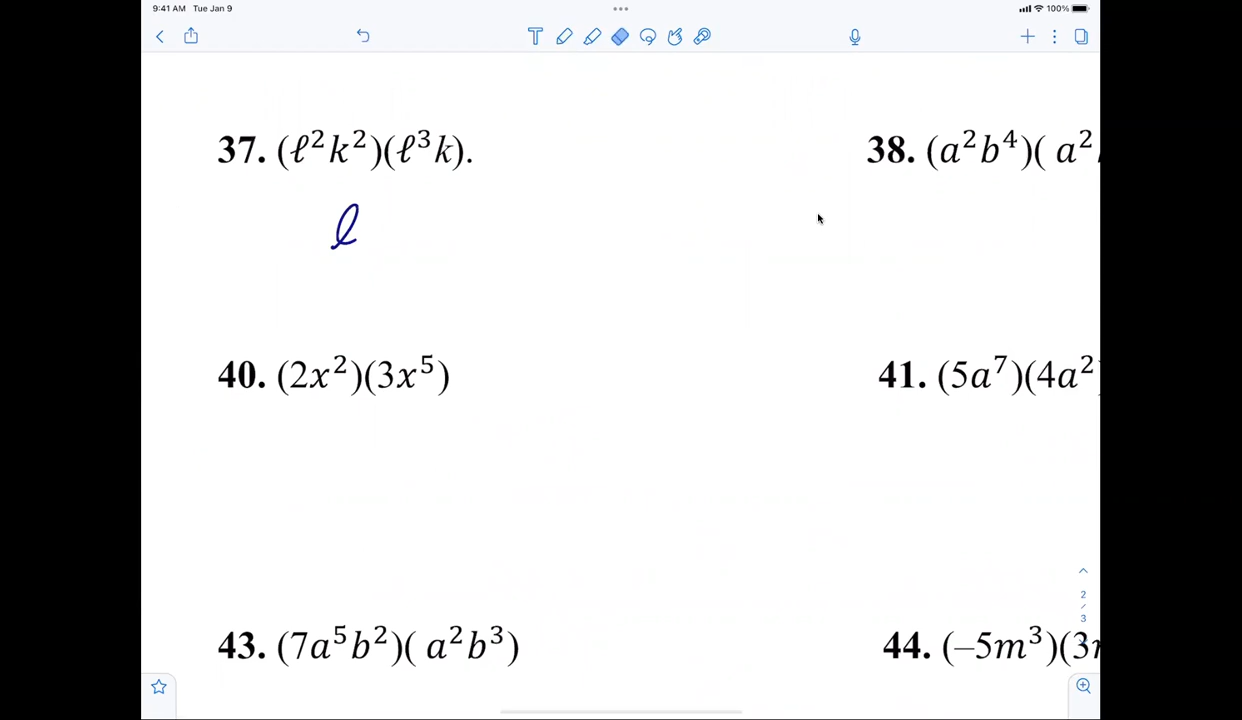 9:41 AM Tue Jan 9
100%
37. (ℓ²k²)(ℓ³k).
38. (a²b⁴)( a²
ℓ
40. (2x²)(3x⁵)
41. (5a⁷)(4a²
2
/
3
43. (7a⁵b²)( a²b³)
44. (–5m³)(3